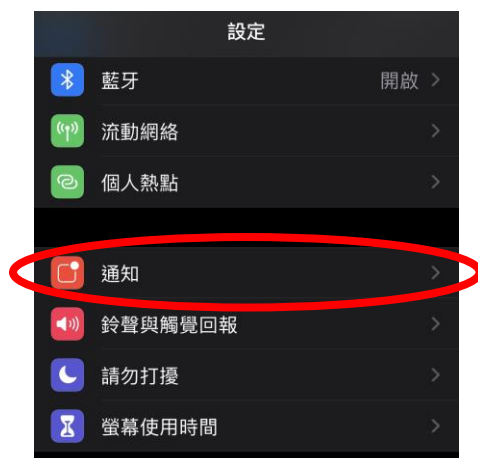 設定
藍牙 開啟
流動網絡
個人熱點
通知
鈴聲與觸覺回報
請勿打擾
螢幕使用時間